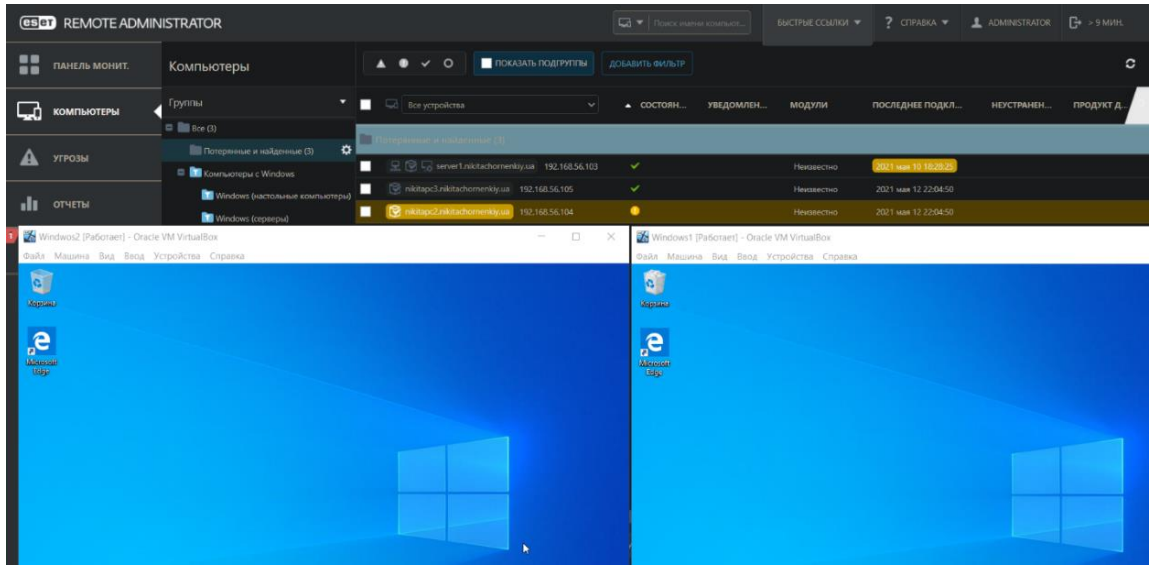 eset REMOTE ADMINISTRATOR
Поиск имени компьют...
БЫСТРЫЕ ССЫЛКИ
? СПРАВКА
ADMINISTRATOR
> 9 МИН.
ПАНЕЛЬ МОНИТ.
КОМПЬЮТЕРЫ
УГРОЗЫ
ОТЧЕТЫ
1
Компьютеры
ПОКАЗАТЬ ПОДГРУППЫ
ДОБАВИТЬ ФИЛЬТР
Группы
Все (3)
Потерянные и найденные (3)
Компьютеры с Windows
Windows (настольные компьютеры)
Windows (серверы)
Все устройства
СОСТОЯН...
УВЕДОМЛЕН...
МОДУЛИ
ПОСЛЕДНЕЕ ПОДКЛ...
НЕУСТРАНЕН...
ПРОДУКТ Д...
Потерянные и найденные (3)
server1.nikitachornenkiy.ua 192.168.56.103 Неизвестно 2021 мая 10 18:28:25
nikitapc3.nikitachornenkiy.ua 192.168.56.105 Неизвестно 2021 мая 12 22:04:50
nikitapc2.nikitachornenkiy.ua 192.168.56.104 Неизвестно 2021 мая 12 22:04:50
Windwos2 [Работает] - Oracle VM VirtualBox
Файл Машина Вид Ввод Устройства Справка
Корзина
Microsoft
Edge
Windows1 [Работает] - Oracle VM VirtualBox
Файл Машина Вид Ввод Устройства Справка
Корзина
Microsoft
Edge